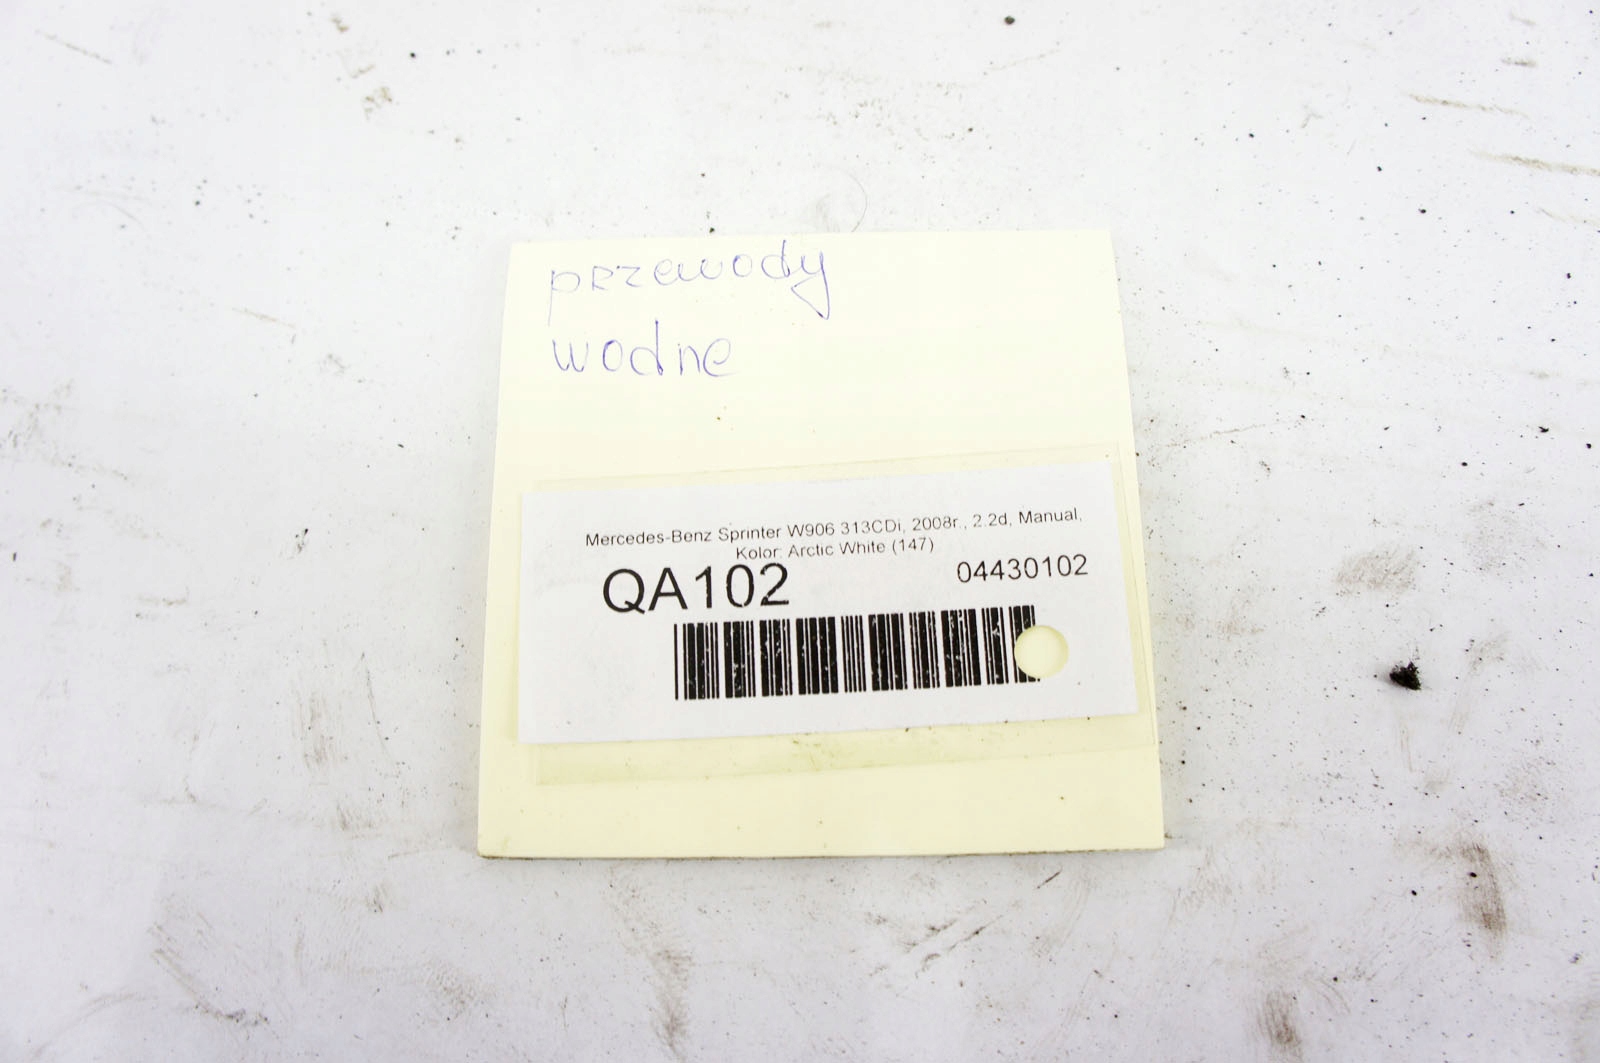 przewody
wodne
Mercedes-Benz Sprinter W906 313CDi, 2008r., 2.2d, Manual,
Kolor: Arctic White (147)
QA102 04430102